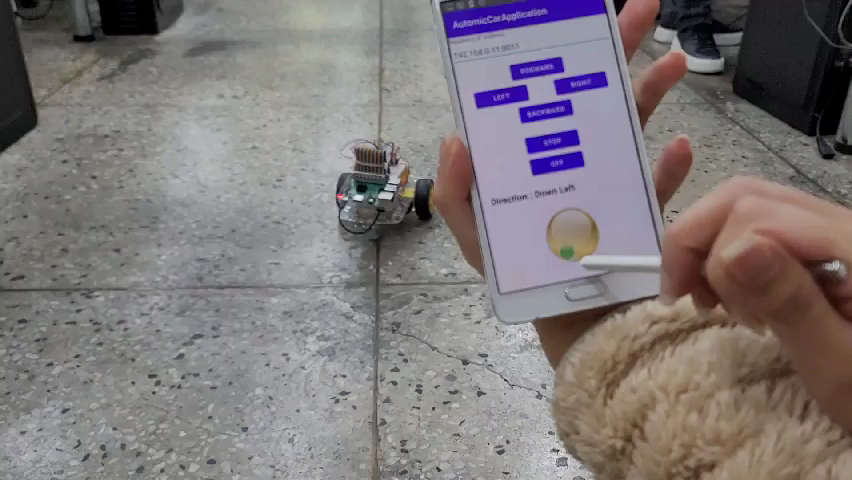 AutomicCarApplication
FORWARD
LEFT
RIGHT
BACKWARD
STOP
OFF
Direction : Down Left